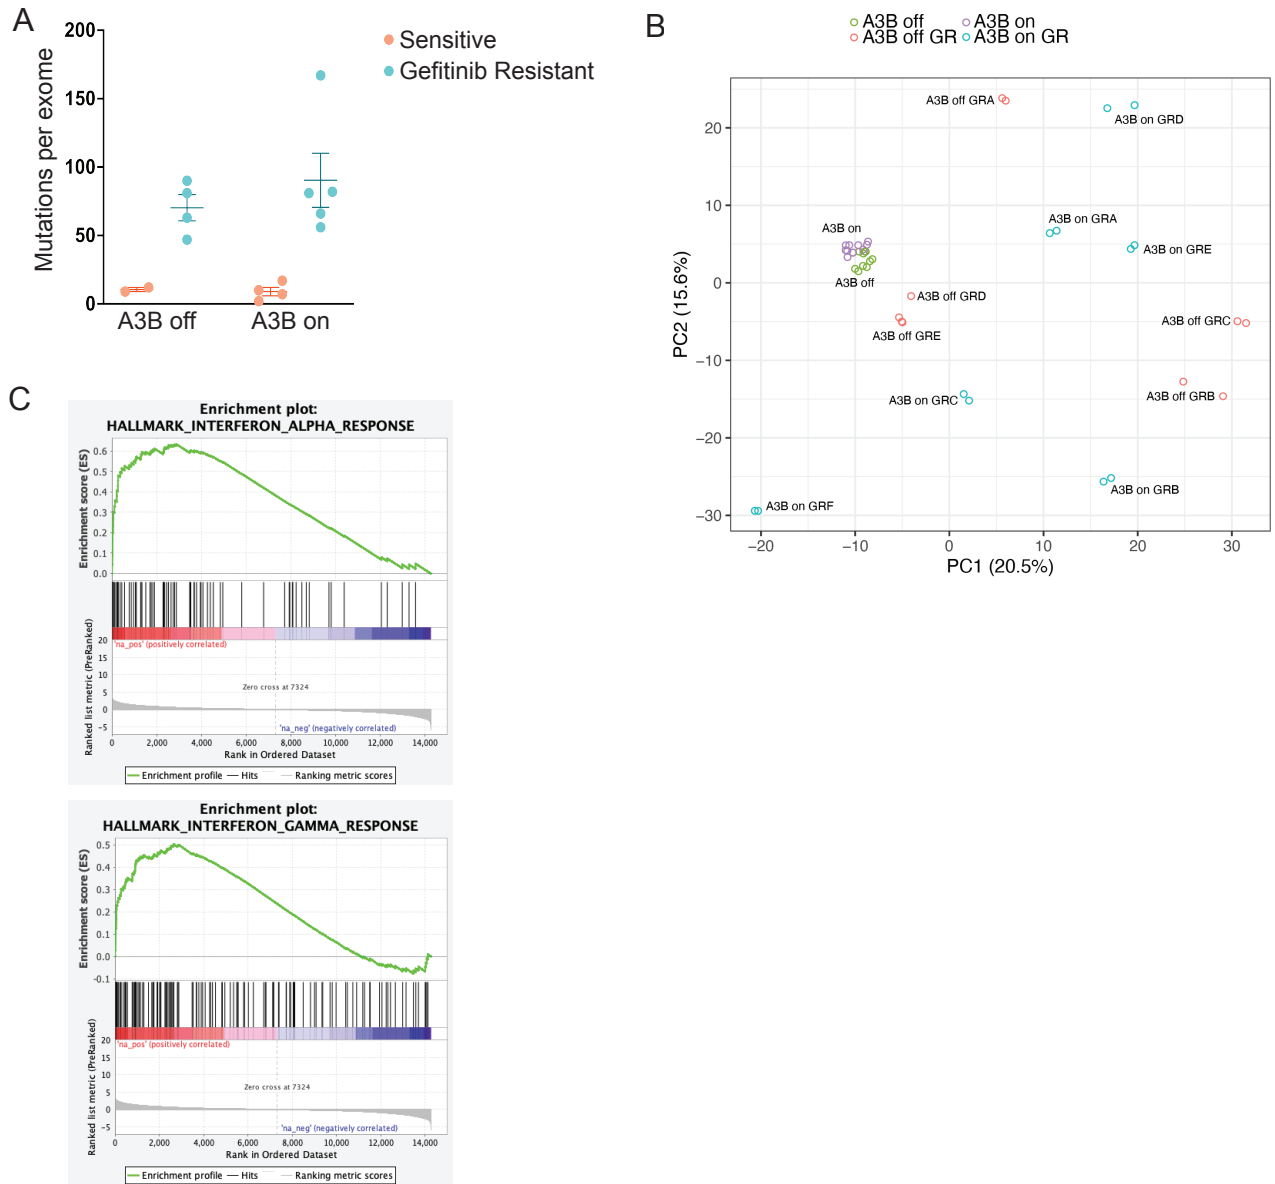 A
Mutations per exome
200
150
100
50
0
A3B off
A3B on
Sensitive
Gefitinib Resistant
B
A3B off
A3B on
A3B off GR
A3B on GR
PC2 (15.6%)
20
10
0
−10
−20
−30
A3B off GRA
A3B on GRD
A3B on GRA
A3B on
A3B on GRE
A3B off
A3B off GRD
A3B off GRC
A3B off GRE
A3B off GRB
A3B on GRC
A3B on GRB
A3B on GRF
−20
−10
0
10
20
30
PC1 (20.5%)
C
Enrichment plot:
HALLMARK_INTERFERON_ALPHA_RESPONSE
Enrichment score (ES)
0.6
0.5
0.4
0.3
0.2
0.1
0.0
Ranked list metric (PreRanked)
20
15
10
5
0
-5
'na_pos' (positively correlated)
Zero cross at 7324
'na_neg' (negatively correlated)
0
2,000
4,000
6,000
8,000
10,000
12,000
14,000
Rank in Ordered Dataset
Enrichment profile
Hits
Ranking metric scores
Enrichment plot:
HALLMARK_INTERFERON_GAMMA_RESPONSE
Enrichment score (ES)
0.5
0.4
0.3
0.2
0.1
0.0
-0.1
Ranked list metric (PreRanked)
20
15
10
5
0
-5
'na_pos' (positively correlated)
Zero cross at 7324
'na_neg' (negatively correlated)
0
2,000
4,000
6,000
8,000
10,000
12,000
14,000
Rank in Ordered Dataset
Enrichment profile
Hits
Ranking metric scores